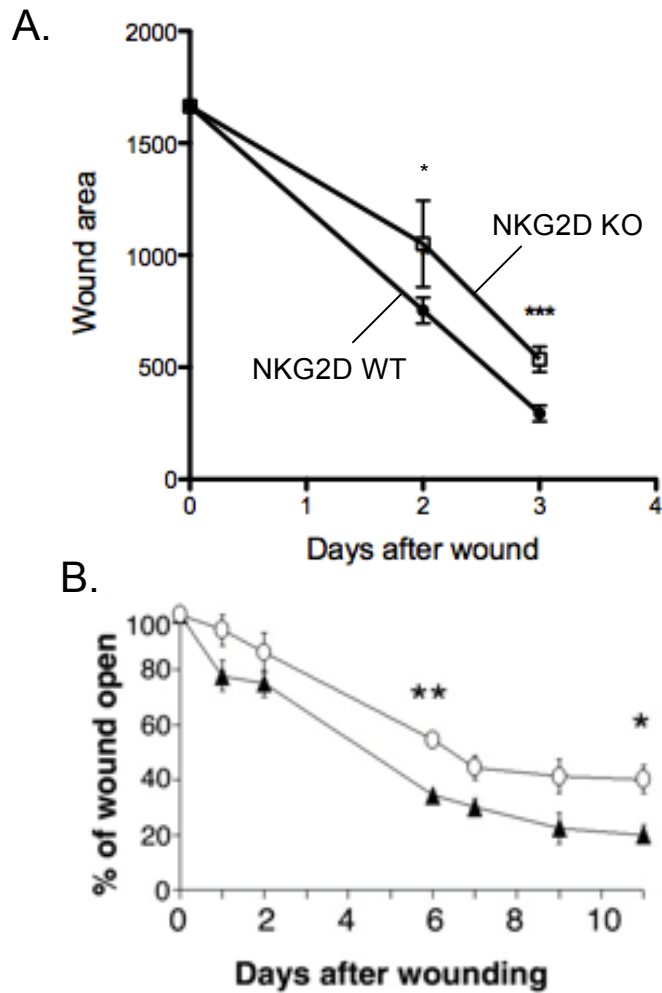 A.
2000
1500
1000
500
0
Wound area
*
NKG2D KO
***
NKG2D WT
0 1 2 3 4
Days after wound
B.
100
80
60
40
20
0
% of wound open
**
*
0 2 4 6 8 10
Days after wounding